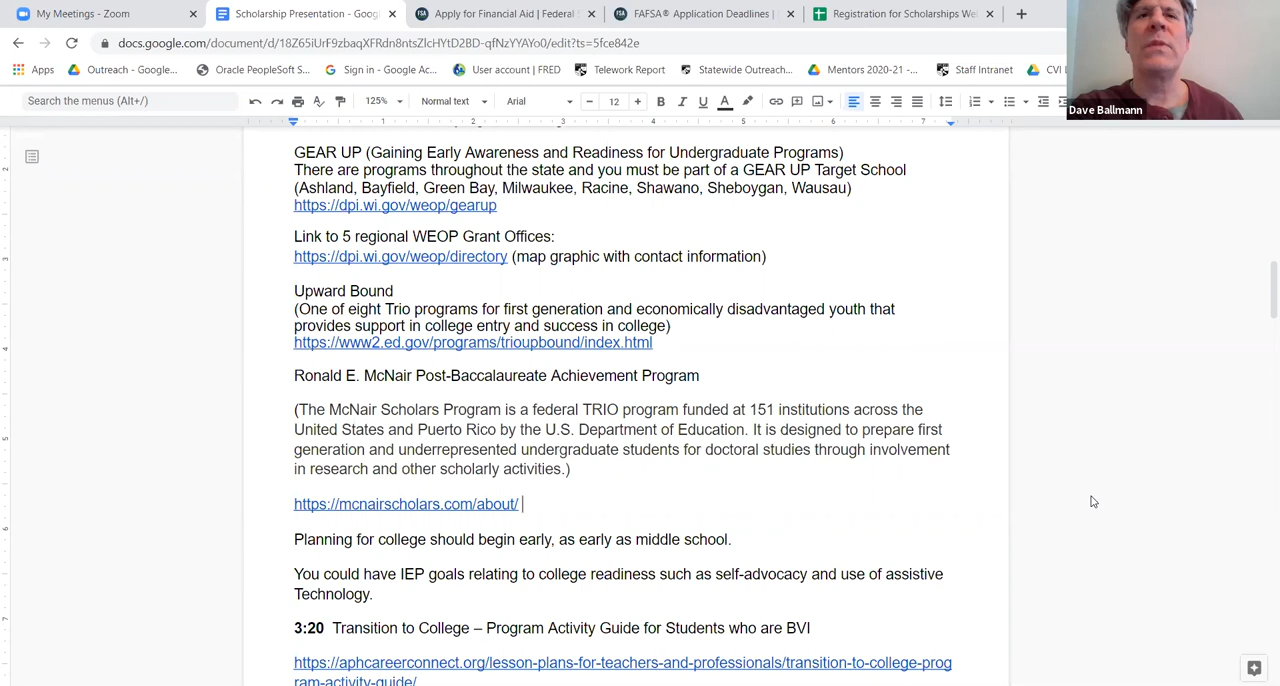 My Meetings - Zoom
Scholarship Presentation - Goog
Apply for Financial Aid | Federal S
FAFSA® Application Deadlines |
Registration for Scholarships We
docs.google.com/document/d/18Z65iUrF9zbaqXFRdn8ntsZlcHYtD2BD-qfNzYYAYo0/edit?ts=5fce842e
Apps
Outreach - Google...
Oracle PeopleSoft S...
Sign in - Google Ac...
User account | FRED
Telework Report
Statewide Outreach...
Mentors 2020-21 -...
Staff Intranet
CVI
Dave Ballmann
Search the menus (Alt+/)
125%
Normal text
Arial
12
B I U A
1 2 3 4 5 6 7
GEAR UP (Gaining Early Awareness and Readiness for Undergraduate Programs)
There are programs throughout the state and you must be part of a GEAR UP Target School
(Ashland, Bayfield, Green Bay, Milwaukee, Racine, Shawano, Sheboygan, Wausau)
https://dpi.wi.gov/weop/gearup
Link to 5 regional WEOP Grant Offices:
https://dpi.wi.gov/weop/directory (map graphic with contact information)
Upward Bound
(One of eight Trio programs for first generation and economically disadvantaged youth that
provides support in college entry and success in college)
https://www2.ed.gov/programs/trioupbound/index.html
Ronald E. McNair Post-Baccalaureate Achievement Program
(The McNair Scholars Program is a federal TRIO program funded at 151 institutions across the
United States and Puerto Rico by the U.S. Department of Education. It is designed to prepare first
generation and underrepresented undergraduate students for doctoral studies through involvement
in research and other scholarly activities.)
https://mcnairscholars.com/about/
Planning for college should begin early, as early as middle school.
You could have IEP goals relating to college readiness such as self-advocacy and use of assistive
Technology.
3:20 Transition to College – Program Activity Guide for Students who are BVI
https://aphcareerconnect.org/lesson-plans-for-teachers-and-professionals/transition-to-college-prog
ram-activity-guide/